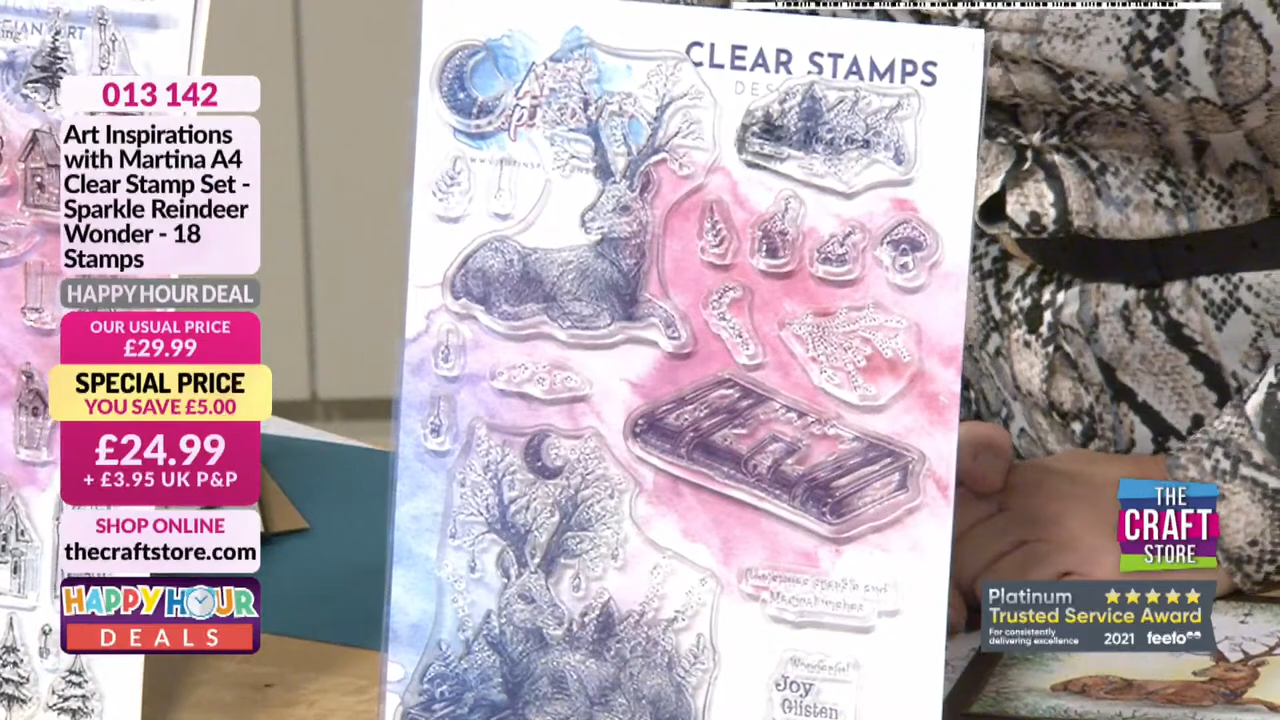 013 142
Art Inspirations
with Martina A4
Clear Stamp Set -
Sparkle Reindeer
Wonder - 18
Stamps
HAPPY HOUR DEAL
OUR USUAL PRICE
£29.99
SPECIAL PRICE
YOU SAVE £5.00
£24.99
+ £3.95 UK P&P
SHOP ONLINE
thecraftstore.com
HAPPY HOUR
DEALS
CLEAR STAMPS
Joy
Glisten
THE
CRAFT
STORE
Platinum
Trusted Service Award
For consistently
delivering excellence
2021 feefo